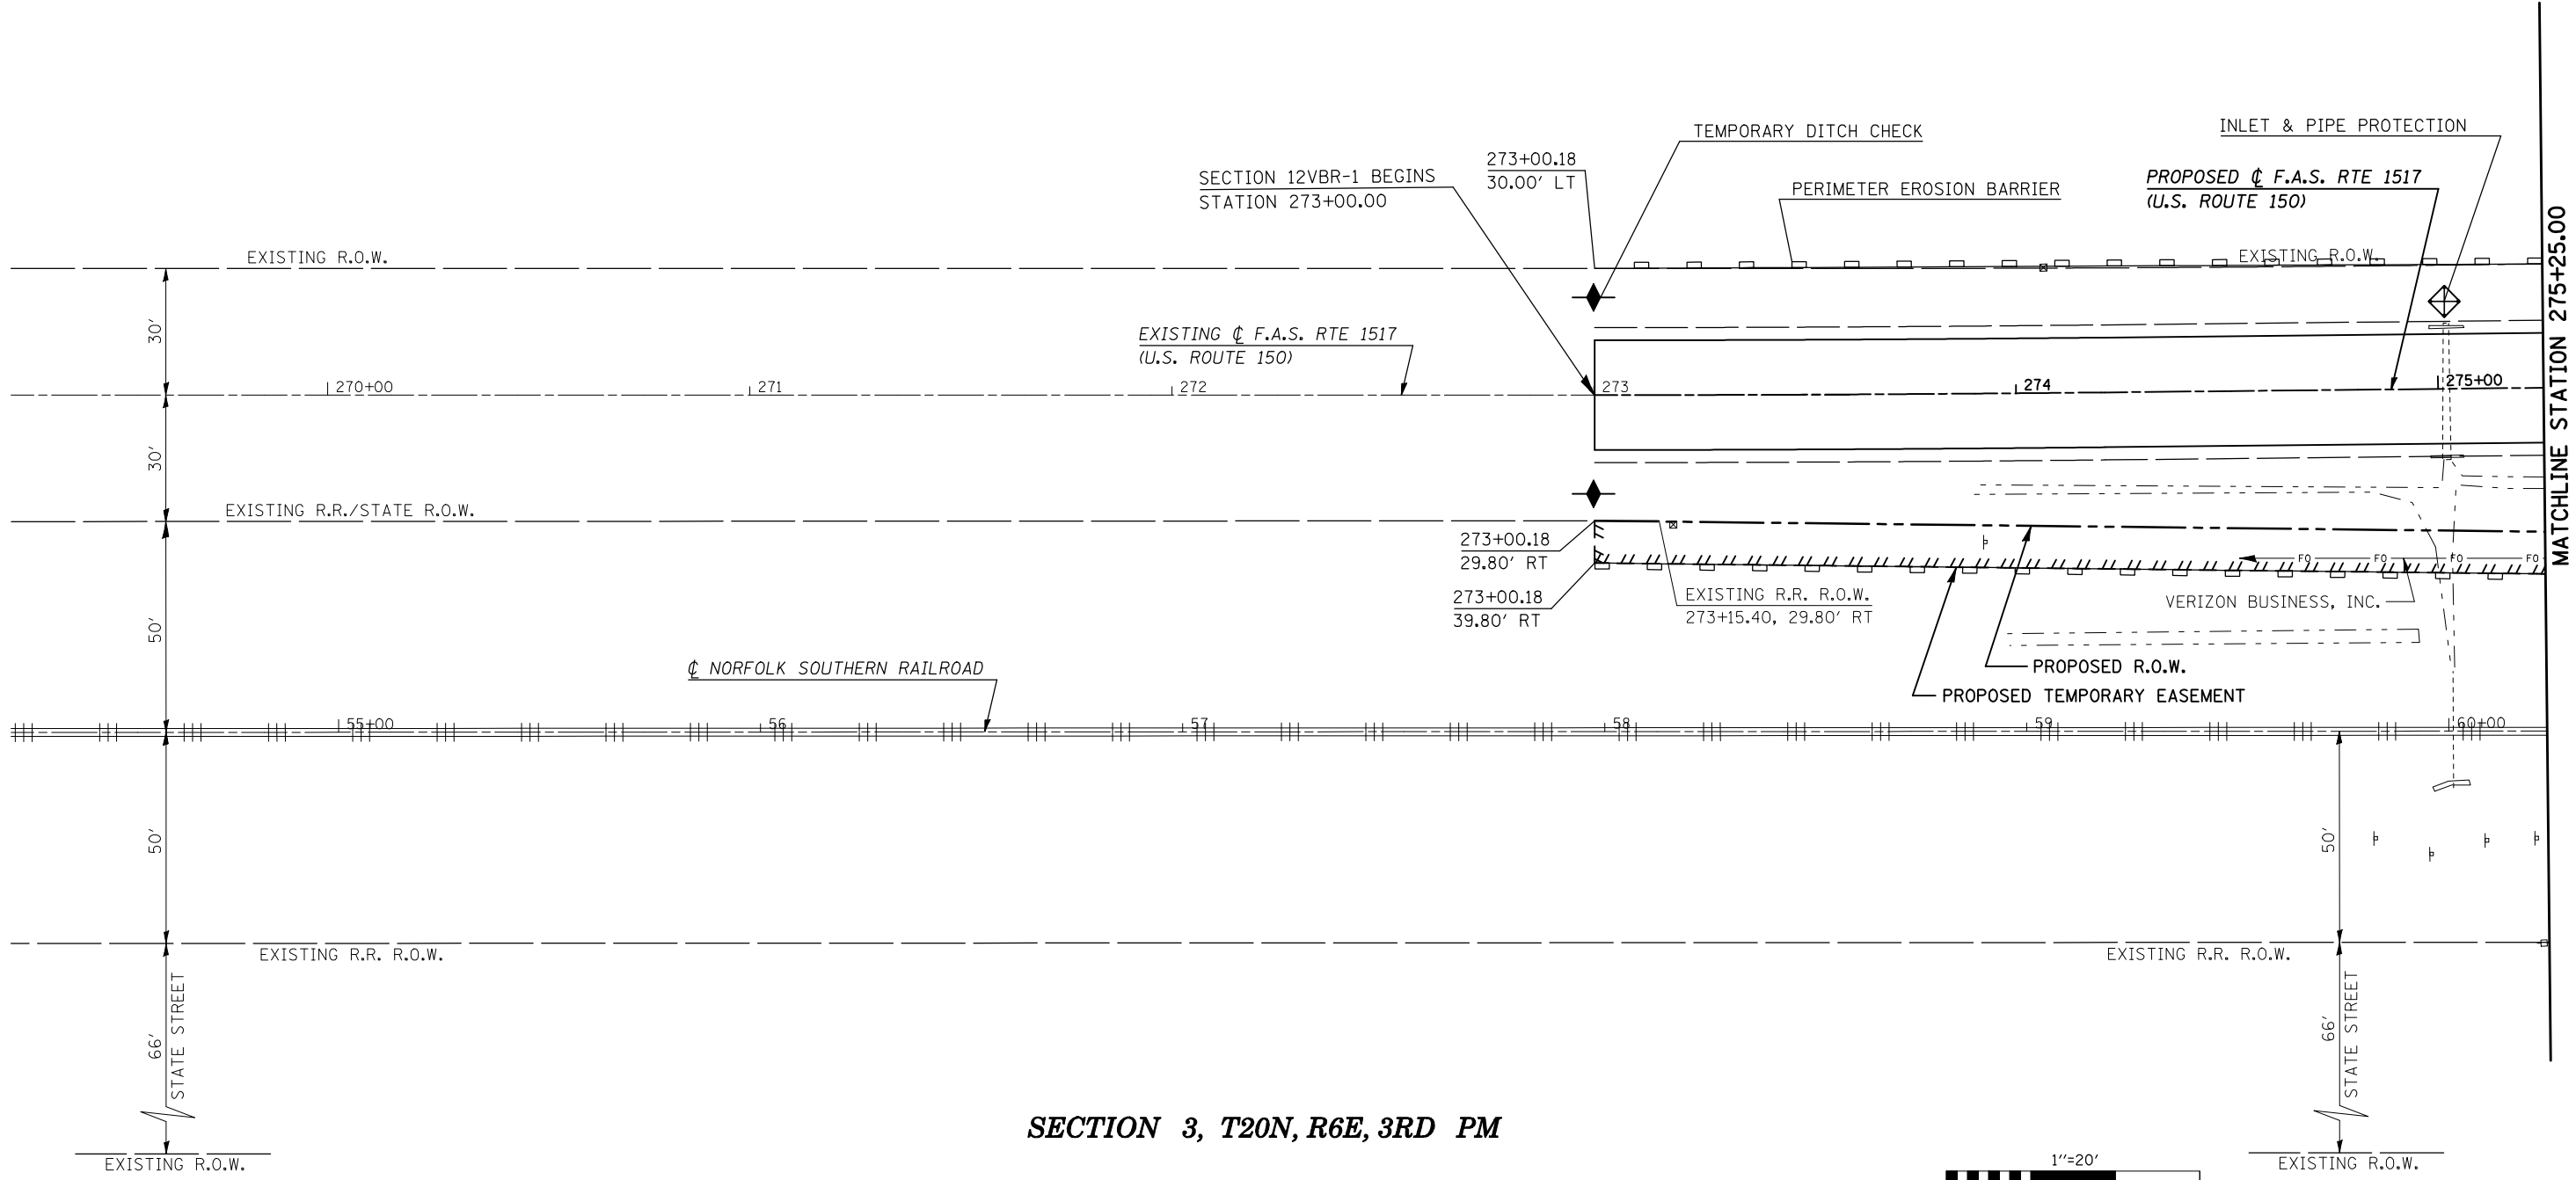 TEMPORARY DITCH CHECK
INLET & PIPE PROTECTION
273+00.18
30.00' LT
SECTION 12VBR-1 BEGINS
STATION 273+00.00
PERIMETER EROSION BARRIER
PROPOSED ℄ F.A.S. RTE 1517
(U.S. ROUTE 150)
MATCHLINE STATION 275+25.00
EXISTING R.O.W.
EXISTING R.O.W.
30'
EXISTING ℄ F.A.S. RTE 1517
(U.S. ROUTE 150)
270+00
271
272
273
274
275+00
30'
EXISTING R.R./STATE R.O.W.
273+00.18
29.80' RT
273+00.18
39.80' RT
EXISTING R.R. R.O.W.
273+15.40, 29.80' RT
FO
FO
FO
FO
VERIZON BUSINESS, INC.
50'
PROPOSED R.O.W.
PROPOSED TEMPORARY EASEMENT
℄ NORFOLK SOUTHERN RAILROAD
55+00
56
57
58
59
60+00
50'
50'
EXISTING R.R. R.O.W.
EXISTING R.R. R.O.W.
66'
STATE STREET
66'
STATE STREET
SECTION 3, T20N, R6E, 3RD PM
EXISTING R.O.W.
EXISTING R.O.W.
1"=20'